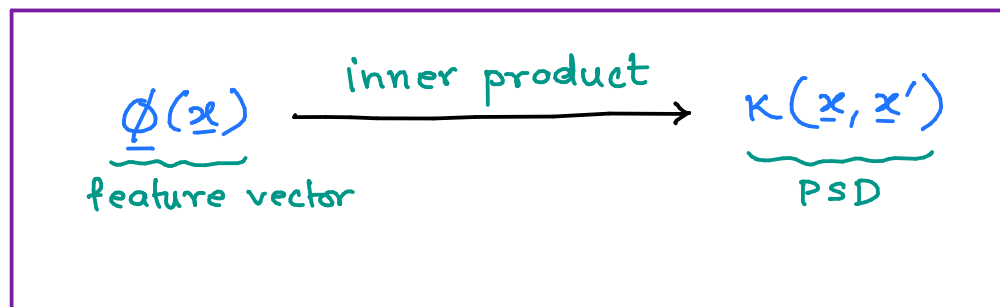 inner product
ϕ(x) ⟶ κ(x, x′)
feature vector
PSD